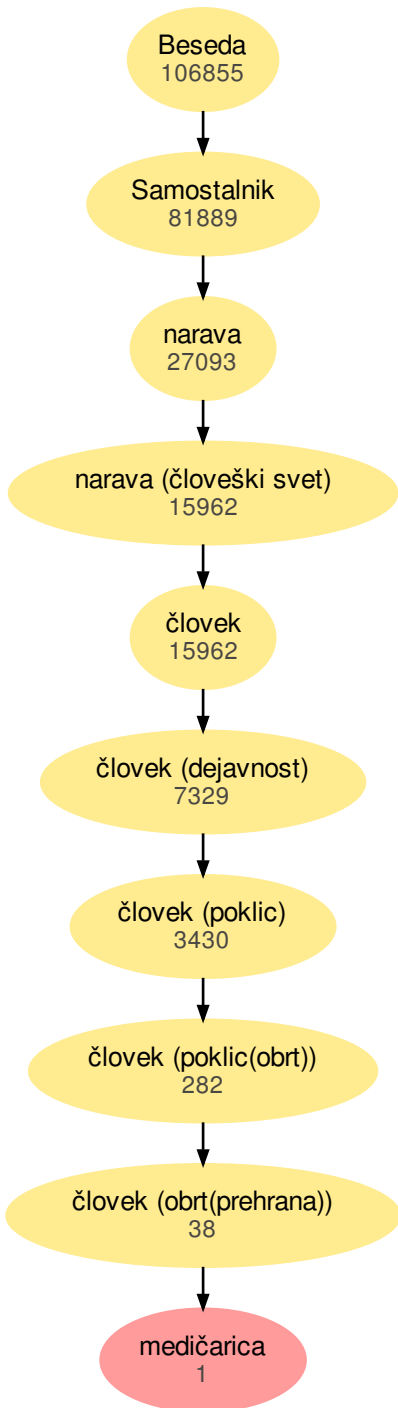 Beseda
106855
Samostalnik
81889
narava
27093
narava (človeški svet)
15962
človek
15962
človek (dejavnost)
7329
človek (poklic)
3430
človek (poklic(obrt))
282
človek (obrt(prehrana))
38
medičarica
1